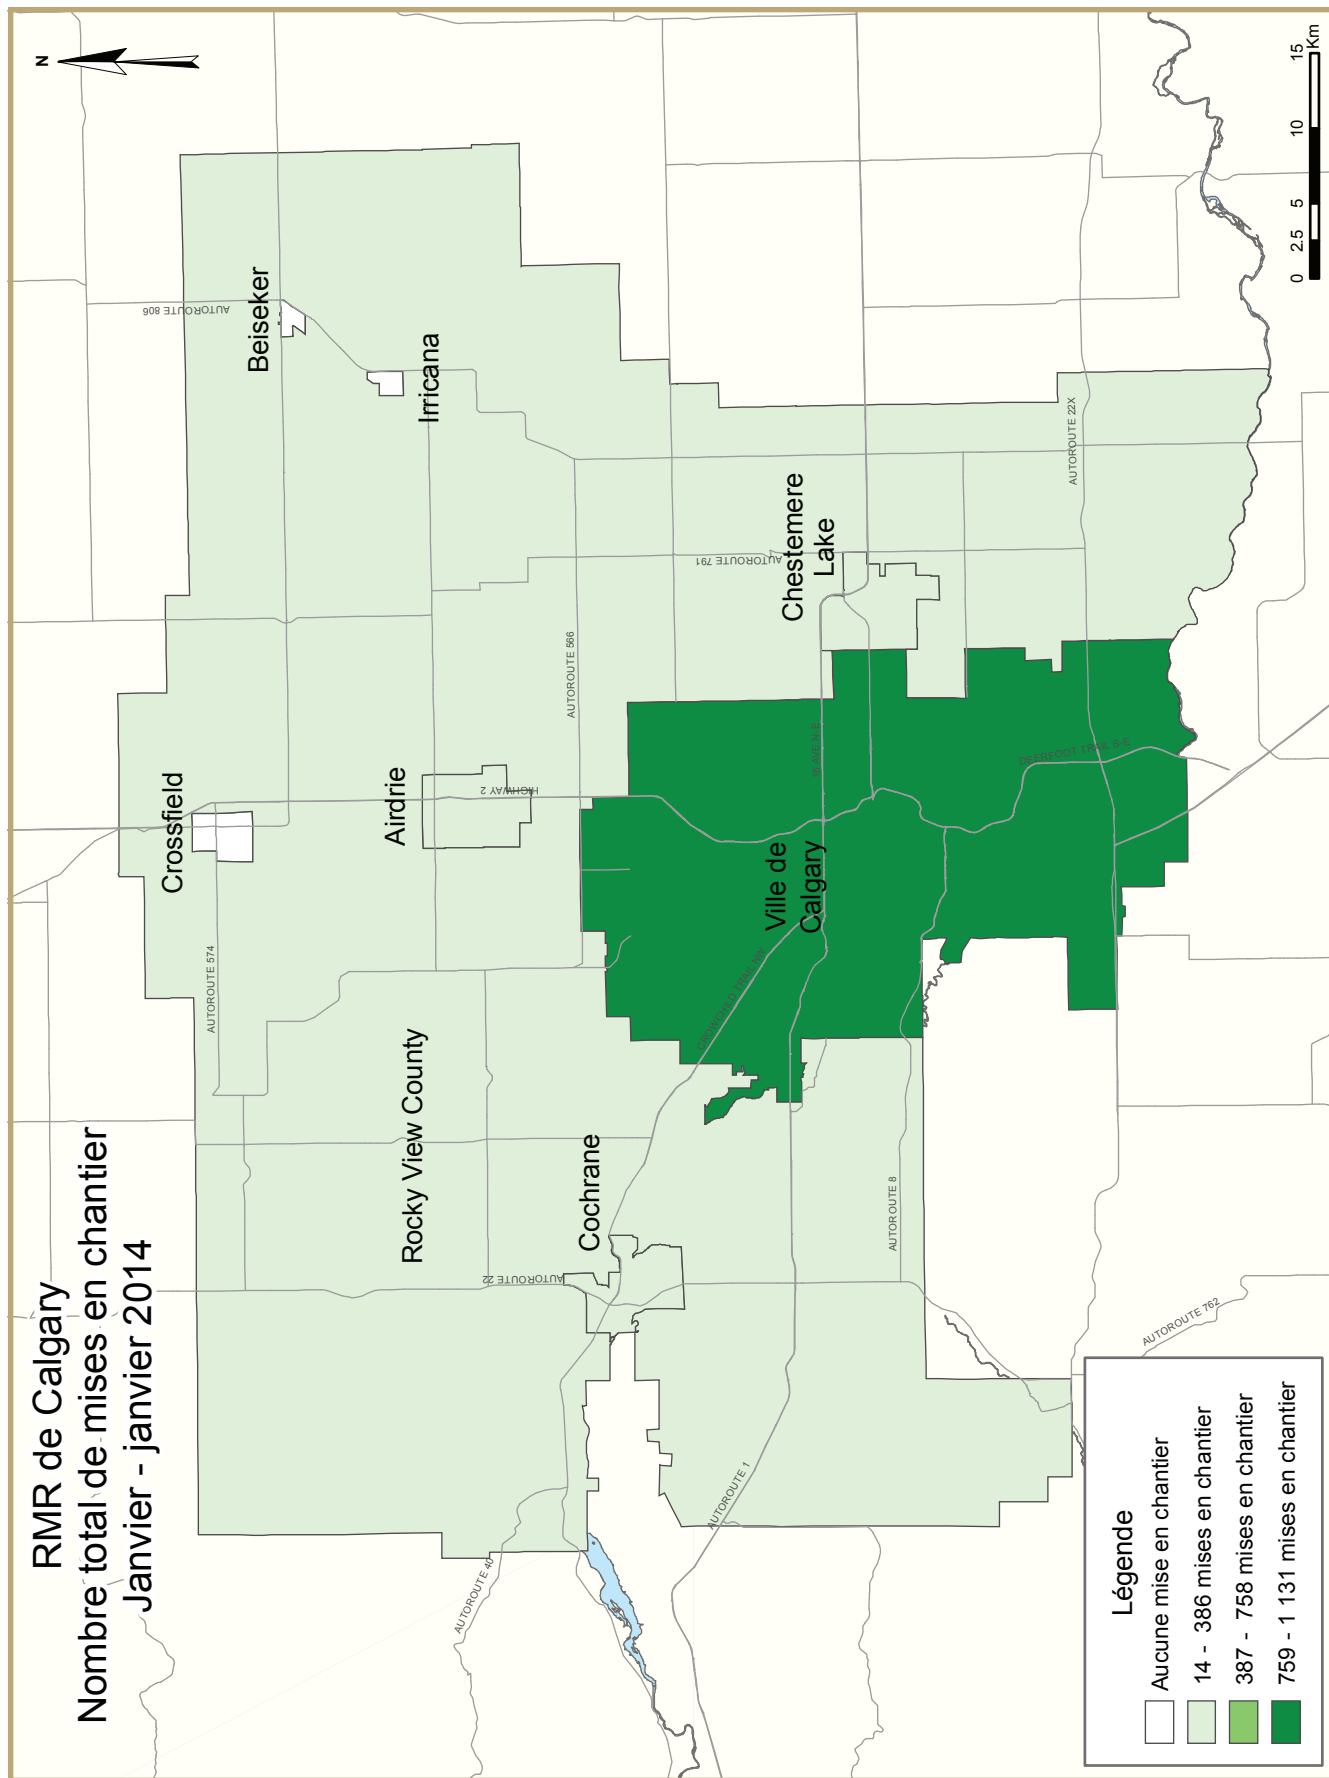 RMR de Calgary
Nombre total de mises en chantier
Janvier - janvier 2014
N
Crossfield
Beiseker
Irricana
Airdrie
Rocky View County
Cochrane
Chestemere
Lake
Ville de
Calgary
AUTOROUTE 806
AUTOROUTE 574
AUTOROUTE 566
HIGHWAY 2
AUTOROUTE 791
AUTOROUTE 22
AUTOROUTE 22X
AUTOROUTE 40
AUTOROUTE 1
AUTOROUTE 8
AUTOROUTE 762
AVE N-E
DEERFOOT TRAIL S-E
TRAIL NW
Légende
Aucune mise en chantier
14 - 386 mises en chantier
387 - 758 mises en chantier
759 - 1 131 mises en chantier
0 2.5 5 10 15
Km